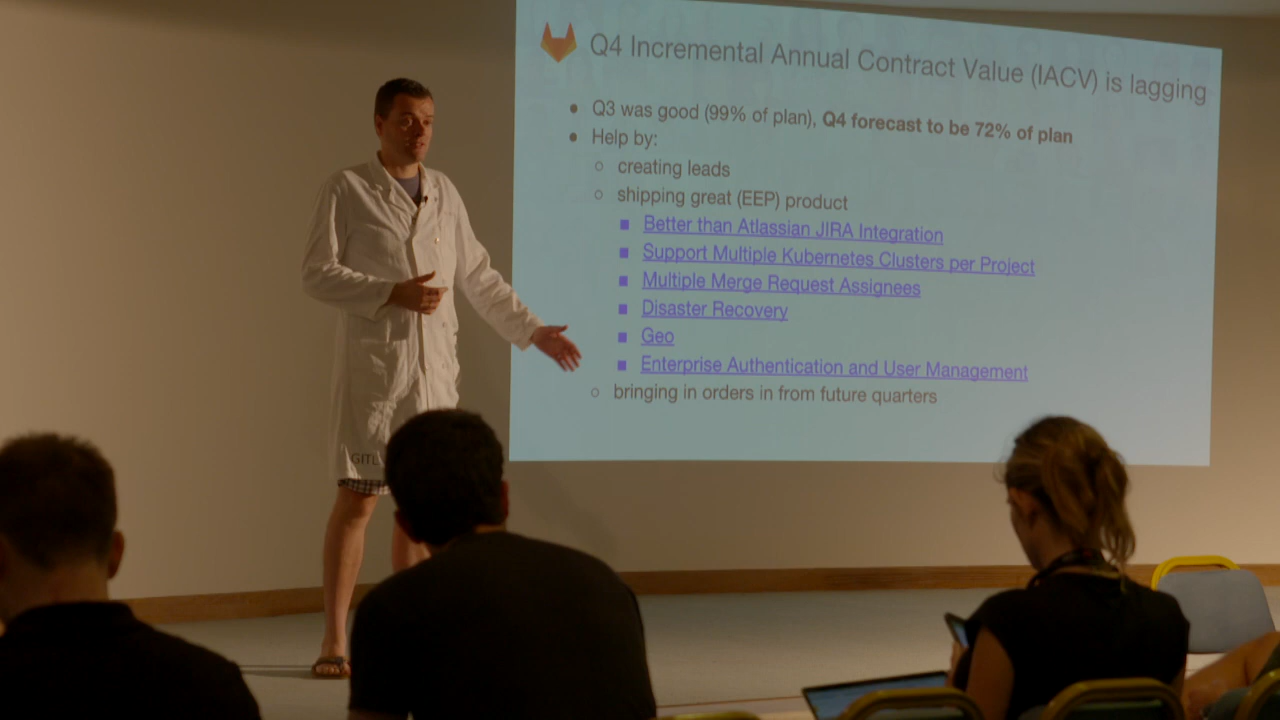 Q4 Incremental Annual Contract Value (IACV) is lagging
Q3 was good (99% of plan), Q4 forecast to be 72% of plan
Help by:
creating leads
shipping great (EEP) product
Better than Atlassian JIRA Integration
Support Multiple Kubernetes Clusters per Project
Multiple Merge Request Assignees
Disaster Recovery
Geo
Enterprise Authentication and User Management
bringing in orders in from future quarters